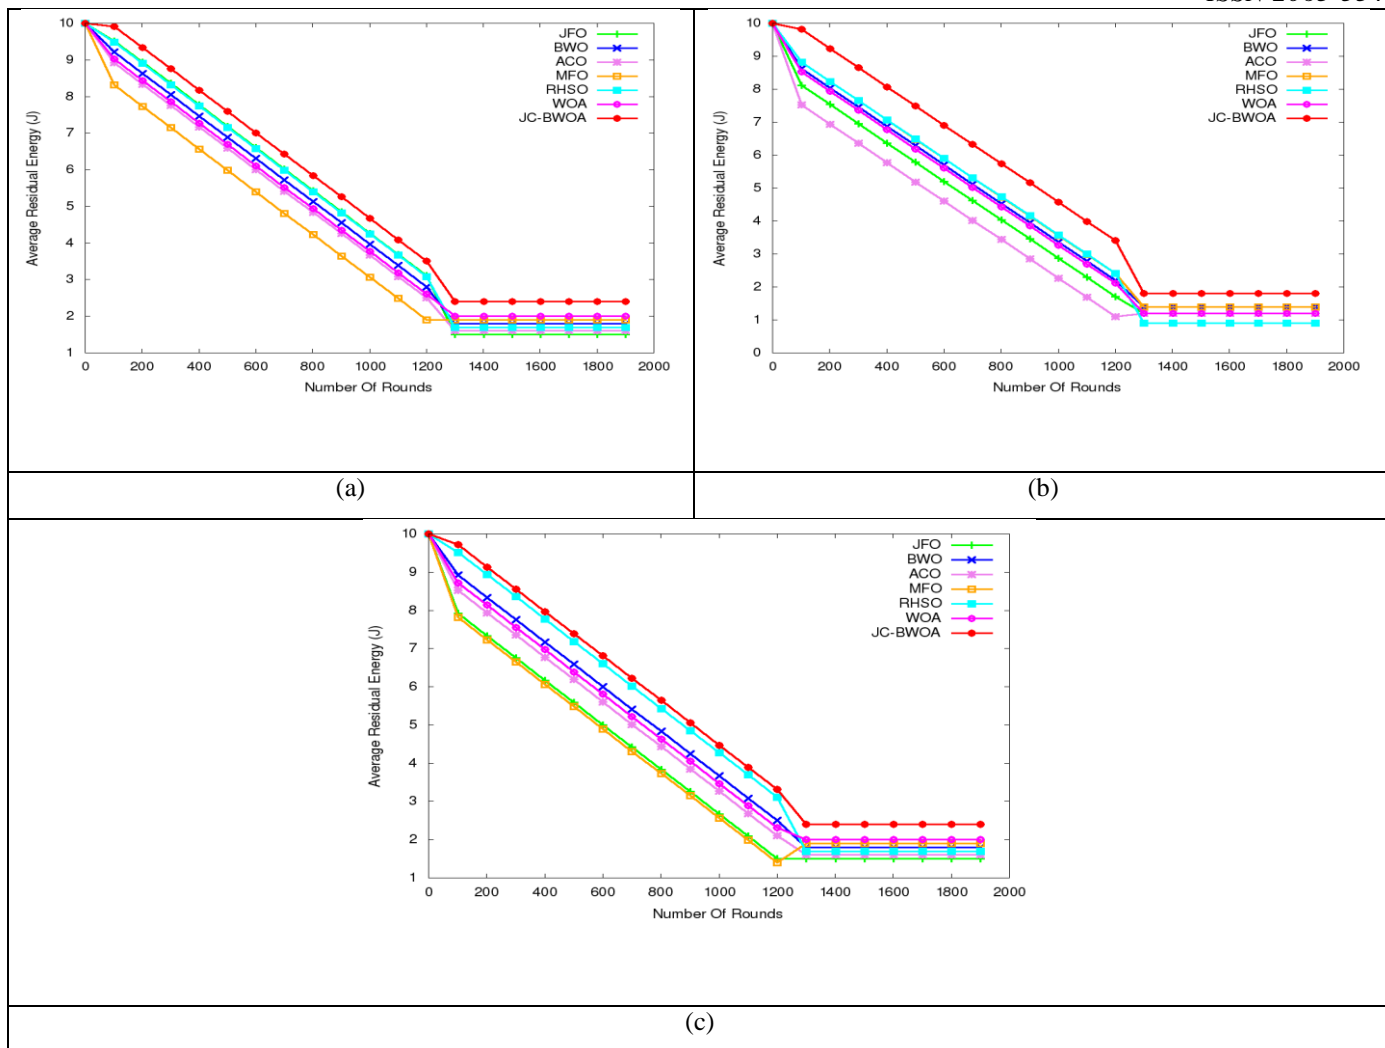 10
9
8
7
6
5
4
3
2
1
0
200
400
600
800
1000
1200
1400
1600
1800
2000
Average Residual Energy (J)
Number Of Rounds
JFO
BWO
ACO
MFO
RHSO
WOA
JC-BWOA
10
9
8
7
6
5
4
3
2
1
0
0
200
400
600
800
1000
1200
1400
1600
1800
2000
Average Residual Energy (J)
Number Of Rounds
JFO
BWO
ACO
MFO
RHSO
WOA
JC-BWOA
(a)
(b)
10
9
8
7
6
5
4
3
2
1
0
200
400
600
800
1000
1200
1400
1600
1800
2000
Average Residual Energy (J)
Number Of Rounds
JFO
BWO
ACO
MFO
RHSO
WOA
JC-BWOA
(c)